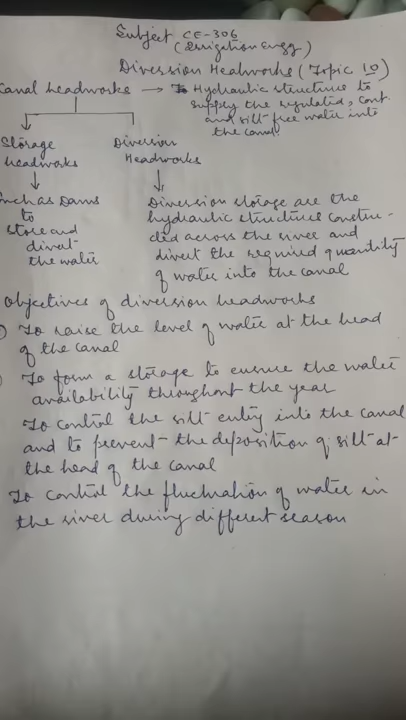 Subject CE-306
(Irrigation Engg)
Diversion Headworks (Topic 10)
Canal headworks → Hydraulic structure to
supply the regulated, cont.
and silt free water into
the canal
Storage
headworks
Diversion
Headworks
Such as Dams
to
store and
divert
the water
Diversion storage are the
hydraulic structure constru-
cted across the river and
divert the required quantity
of water into the canal
Objectives of diversion headworks
To raise the level of water at the head
of the canal
To form a storage to ensure the water
availability throughout the year
To control the silt entry into the canal
and to prevent the deposition of silt at
the head of the canal
To control the fluctuation of water in
the river during different season